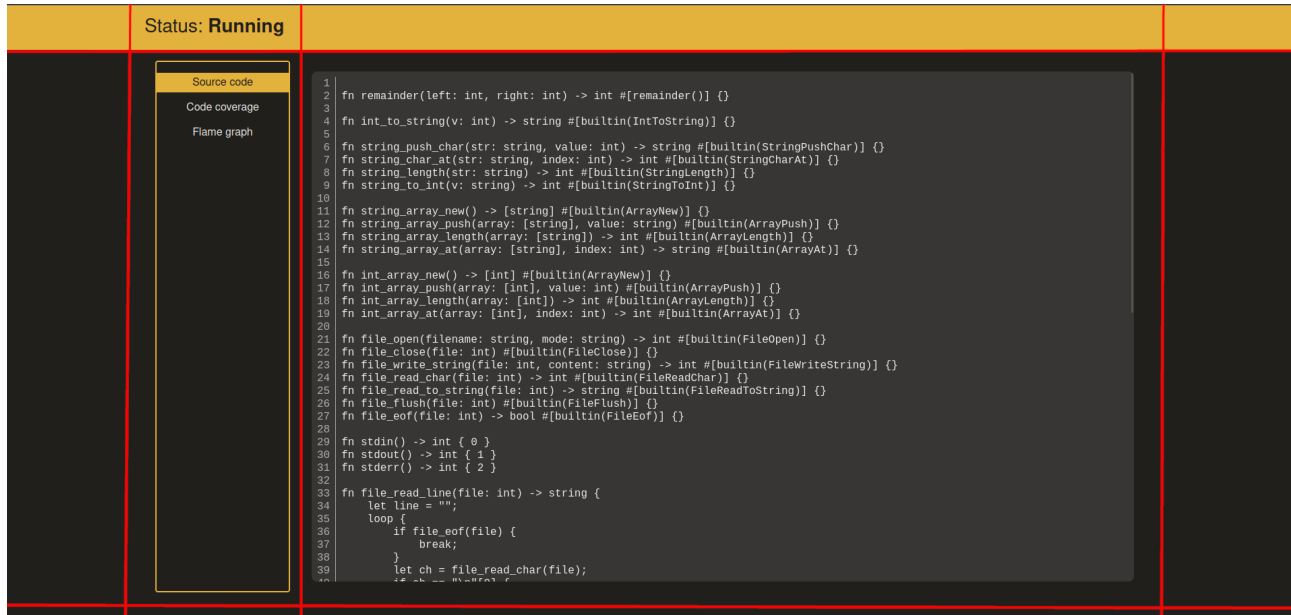 Status: Running
Source code
Code coverage
Flame graph
1
2 fn remainder(left: int, right: int) -> int #[remainder()] {}
3
4 fn int_to_string(v: int) -> string #[builtin(IntToString)] {}
5
6 fn string_push_char(str: string, value: int) -> string #[builtin(StringPushChar)] {}
7 fn string_char_at(str: string, index: int) -> int #[builtin(StringCharAt)] {}
8 fn string_length(str: string) -> int #[builtin(StringLength)] {}
9 fn string_to_int(v: string) -> int #[builtin(StringToInt)] {}
10
11 fn string_array_new() -> [string] #[builtin(ArrayNew)] {}
12 fn string_array_push(array: [string], value: string) #[builtin(ArrayPush)] {}
13 fn string_array_length(array: [string]) -> int #[builtin(ArrayLength)] {}
14 fn string_array_at(array: [string], index: int) -> string #[builtin(ArrayAt)] {}
15
16 fn int_array_new() -> [int] #[builtin(ArrayNew)] {}
17 fn int_array_push(array: [int], value: int) #[builtin(ArrayPush)] {}
18 fn int_array_length(array: [int]) -> int #[builtin(ArrayLength)] {}
19 fn int_array_at(array: [int], index: int) -> int #[builtin(ArrayAt)] {}
20
21 fn file_open(filename: string, mode: string) -> int #[builtin(FileOpen)] {}
22 fn file_close(file: int) #[builtin(FileClose)] {}
23 fn file_write_string(file: int, content: string) -> int #[builtin(FileWriteString)] {}
24 fn file_read_char(file: int) -> int #[builtin(FileReadChar)] {}
25 fn file_read_to_string(file: int) -> string #[builtin(FileReadToString)] {}
26 fn file_flush(file: int) #[builtin(FileFlush)] {}
27 fn file_eof(file: int) -> bool #[builtin(FileEof)] {}
28
29 fn stdin() -> int { 0 }
30 fn stdout() -> int { 1 }
31 fn stderr() -> int { 2 }
32
33 fn file_read_line(file: int) -> string {
34     let line = "";
35     loop {
36         if file_eof(file) {
37             break;
38         }
39         let ch = file_read_char(file);